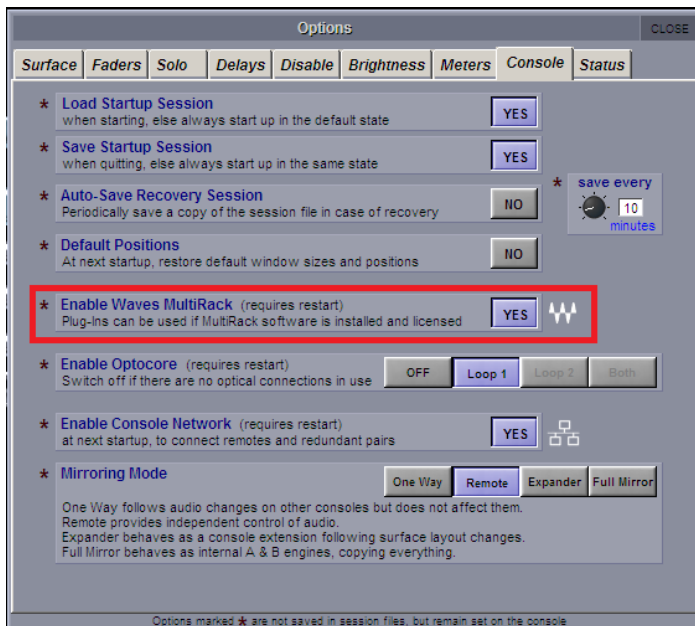 Options
CLOSE
Surface Faders Solo Delays Disable Brightness Meters Console Status
* Load Startup Session
when starting, else always start up in the default state
YES
* Save Startup Session
when quitting, else always start up in the same state
YES
* Auto-Save Recovery Session
Periodically save a copy of the session file in case of recovery
NO
* save every
10
minutes
* Default Positions
At next startup, restore default window sizes and positions
NO
* Enable Waves MultiRack (requires restart)
Plug-Ins can be used if MultiRack software is installed and licensed
YES
* Enable Optocore (requires restart)
Switch off if there are no optical connections in use
OFF Loop 1 Loop 2 Both
* Enable Console Network (requires restart)
at next startup, to connect remotes and redundant pairs
YES
* Mirroring Mode
One Way Remote Expander Full Mirror
One Way follows audio changes on other consoles but does not affect them.
Remote provides independent control of audio.
Expander behaves as a console extension following surface layout changes.
Full Mirror behaves as internal A & B engines, copying everything.
Options marked * are not saved in session files, but remain set on the console